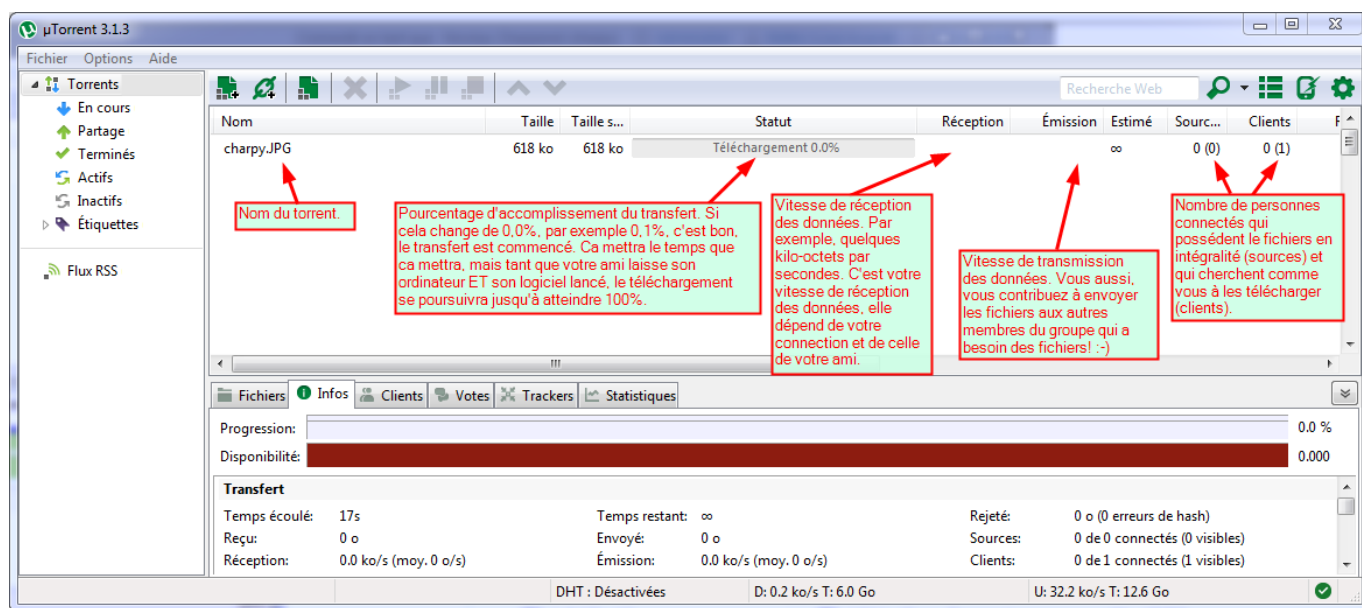 µTorrent 3.1.3
Fichier Options Aide
Torrents
En cours
Partage
Terminés
Actifs
Inactifs
Étiquettes
Flux RSS
Recherche Web
Nom Taille Taille s... Statut Réception Émission Estimé Sourc... Clients
charpy.JPG 618 ko 618 ko Téléchargement 0.0% ∞ 0 (0) 0 (1)
Nom du torrent.
Pourcentage d'accomplissement du transfert. Si
cela change de 0,0%, par exemple 0,1%, c'est bon,
le transfert est commencé. Ca mettra le temps que
ca mettra, mais tant que votre ami laisse son
ordinateur ET son logiciel lancé, le téléchargement
se poursuivra jusqu'à atteindre 100%.
Vitesse de réception
des données. Par
exemple, quelques
kilo-octets par
secondes. C'est votre
vitesse de réception
des données, elle
dépend de votre
connection et de celle
de votre ami.
Vitesse de transmission
des données. Vous aussi,
vous contribuez à envoyer
les fichiers aux autres
membres du groupe qui a
besoin des fichiers! :-)
Nombre de personnes
connectés qui
possédent le fichiers en
intégralité (sources) et
qui cherchent comme
vous à les télécharger
(clients).
Fichiers Infos Clients Votes Trackers Statistiques
Progression: 0.0 %
Disponibilité: 0.000
Transfert
Temps écoulé: 17s Temps restant: ∞ Rejeté: 0 o (0 erreurs de hash)
Reçu: 0 o Envoyé: 0 o Sources: 0 de 0 connectés (0 visibles)
Réception: 0.0 ko/s (moy. 0 o/s) Émission: 0.0 ko/s (moy. 0 o/s) Clients: 0 de 1 connectés (1 visibles)
DHT : Désactivées D: 0.2 ko/s T: 6.0 Go U: 32.2 ko/s T: 12.6 Go